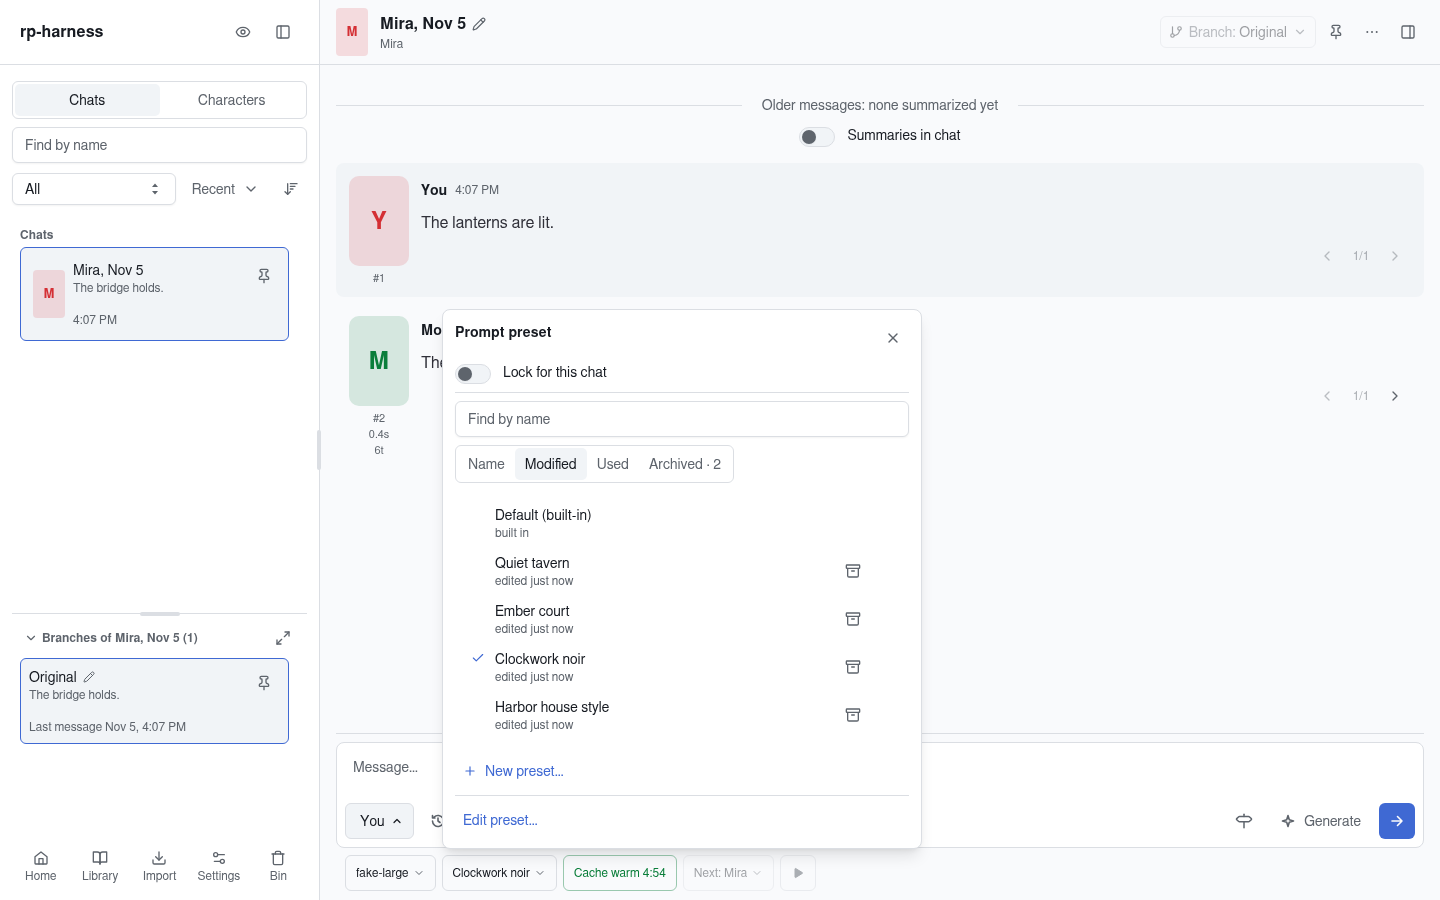 rp-harness
Chats
Characters
Find by name
All
Recent
Chats
M
Mira, Nov 5
The bridge holds.
4:07 PM
Branches of Mira, Nov 5 (1)
Original
The bridge holds.
Last message Nov 5, 4:07 PM
Home
Library
Import
Settings
Bin
M
Mira, Nov 5
Mira
Branch: Original
Older messages: none summarized yet
Summaries in chat
Y
You 4:07 PM
The lanterns are lit.
#1
1/1
M
Mo
The
#2
0.4s
6t
1/1
Prompt preset
Lock for this chat
Find by name
Name
Modified
Used
Archived · 2
Default (built-in)
built in
Quiet tavern
edited just now
Ember court
edited just now
Clockwork noir
edited just now
Harbor house style
edited just now
New preset...
Edit preset...
Message...
You
Generate
fake-large
Clockwork noir
Cache warm 4:54
Next: Mira